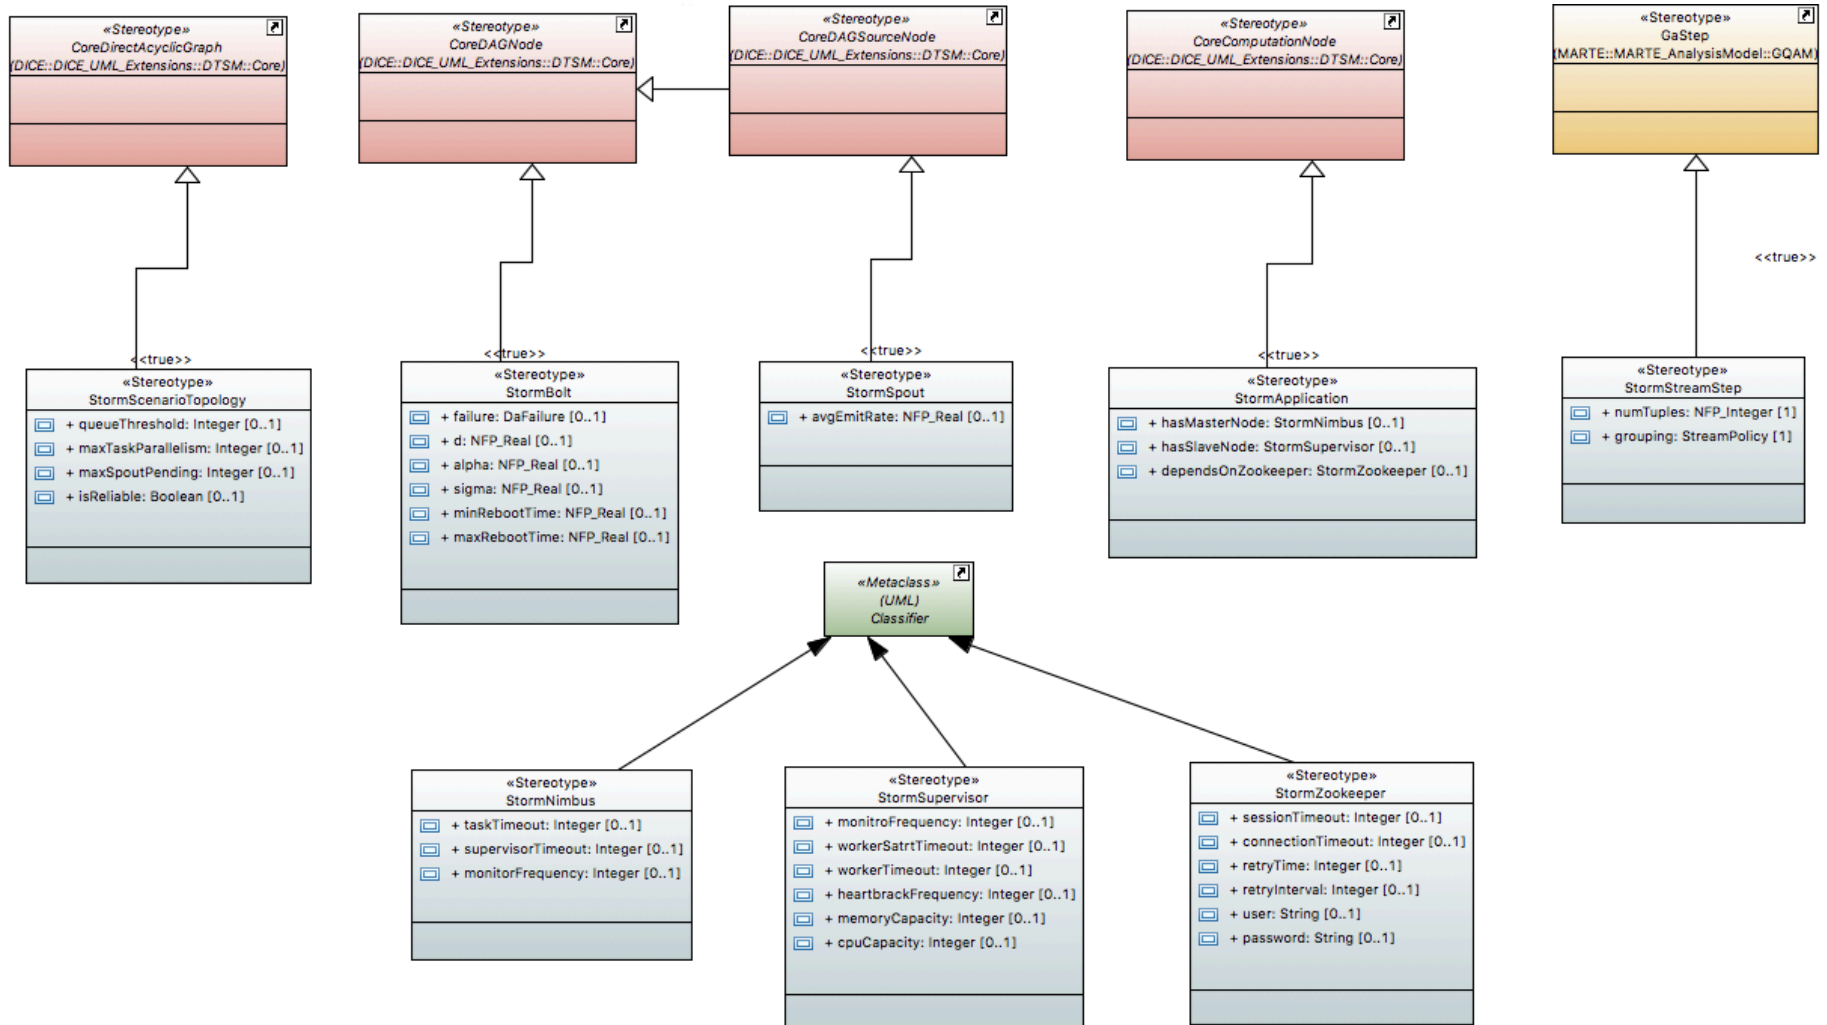 «Stereotype»
CoreDirectAcyclicGraph
(DICE::DICE_UML_Extensions::DTSM::Core)
«Stereotype»
CoreDAGNode
(DICE::DICE_UML_Extensions::DTSM::Core)
«Stereotype»
CoreDAGSourceNode
(DICE::DICE_UML_Extensions::DTSM::Core)
«Stereotype»
CoreComputationNode
(DICE::DICE_UML_Extensions::DTSM::Core)
«Stereotype»
GaStep
(MARTE::MARTE_AnalysisModel::GQAM)
<<true>>
<<true>>
<<true>>
<<true>>
<<true>>
«Stereotype»
StormScenarioTopology
+ queueThreshold: Integer [0..1]
+ maxTaskParallelism: Integer [0..1]
+ maxSpoutPending: Integer [0..1]
+ isReliable: Boolean [0..1]
«Stereotype»
StormBolt
+ failure: DaFailure [0..1]
+ d: NFP_Real [0..1]
+ alpha: NFP_Real [0..1]
+ sigma: NFP_Real [0..1]
+ minRebootTime: NFP_Real [0..1]
+ maxRebootTime: NFP_Real [0..1]
«Stereotype»
StormSpout
+ avgEmitRate: NFP_Real [0..1]
«Stereotype»
StormApplication
+ hasMasterNode: StormNimbus [0..1]
+ hasSlaveNode: StormSupervisor [0..1]
+ dependsOnZookeeper: StormZookeeper [0..1]
«Stereotype»
StormStreamStep
+ numTuples: NFP_Integer [1]
+ grouping: StreamPolicy [1]
«Metaclass»
(UML)
Classifier
«Stereotype»
StormNimbus
+ taskTimeout: Integer [0..1]
+ supervisorTimeout: Integer [0..1]
+ monitorFrequency: Integer [0..1]
«Stereotype»
StormSupervisor
+ monitroFrequency: Integer [0..1]
+ workerSatrtTimeout: Integer [0..1]
+ workerTimeout: Integer [0..1]
+ heartbrackFrequency: Integer [0..1]
+ memoryCapacity: Integer [0..1]
+ cpuCapacity: Integer [0..1]
«Stereotype»
StormZookeeper
+ sessionTimeout: Integer [0..1]
+ connectionTimeout: Integer [0..1]
+ retryTime: Integer [0..1]
+ retryInterval: Integer [0..1]
+ user: String [0..1]
+ password: String [0..1]